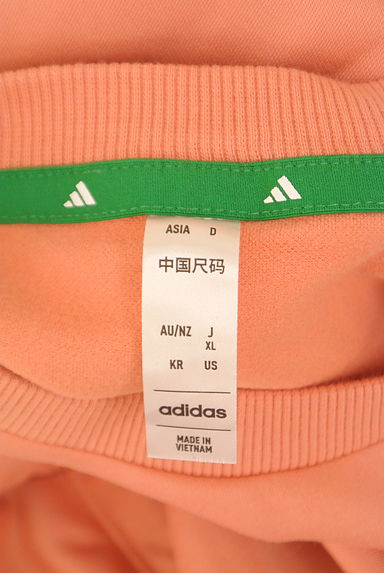 ASIA D
中国尺码
AU/NZ J
XL
KR US
adidas
MADE IN
VIETNAM